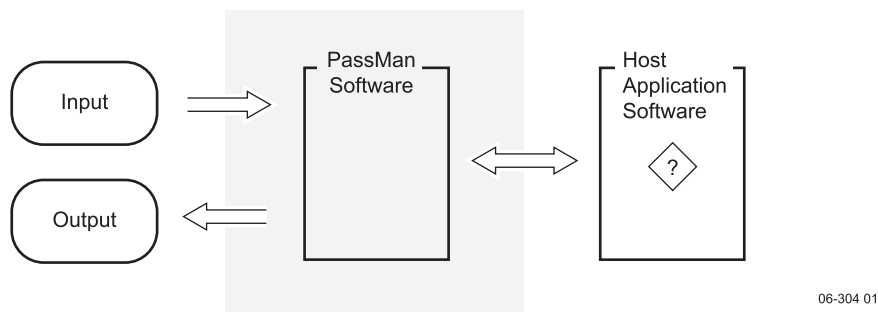 Input
Output
PassMan
Software
Host
Application
Software
?
06-304 01